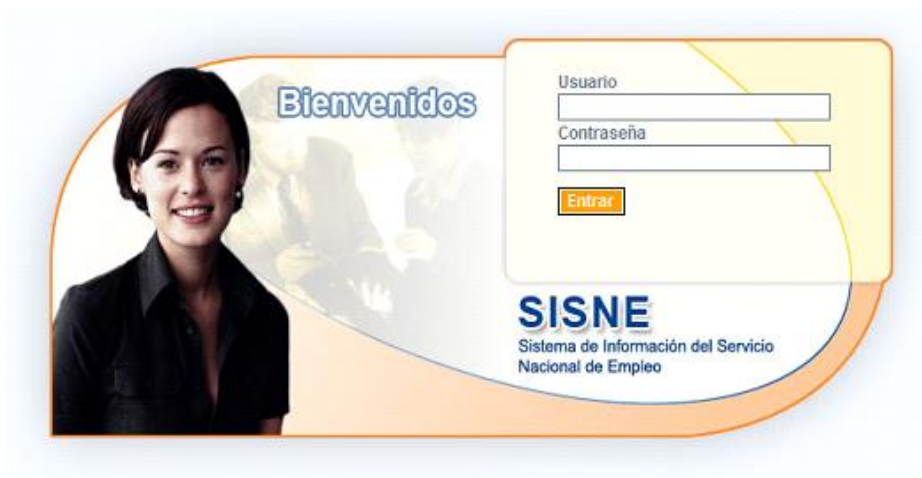 Bienvenidos
Usuario
Contraseña
Entrar
SISNE
Sistema de Información del Servicio
Nacional de Empleo